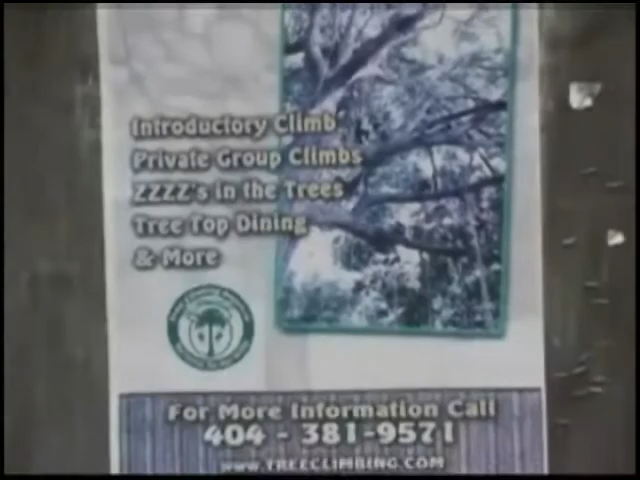 Introductory Climb
Private Group Climbs
ZZZZ's in the Trees
Tree Top Dining
& More
For More Information Call
404 - 381-9571
www.TREECLIMBING.COM